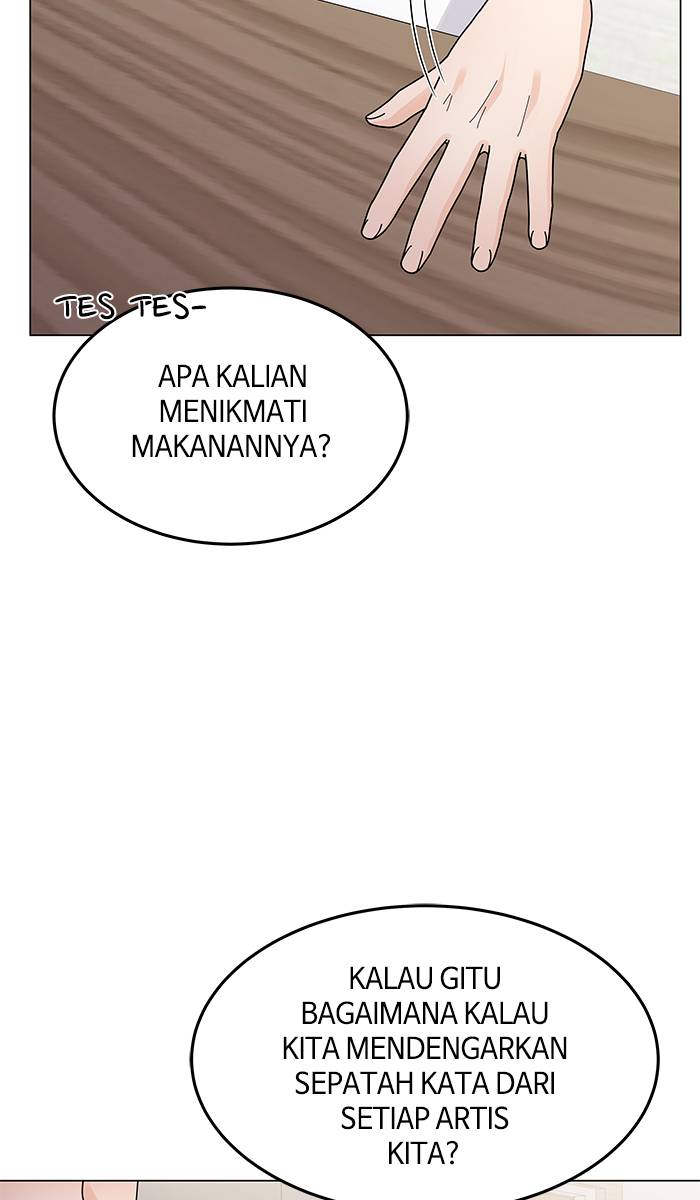 TES TES-
APA KALIAN
MENIKMATI
MAKANANNYA?
KALAU GITU
BAGAIMANA KALAU
KITA MENDENGARKAN
SEPATAH KATA DARI
SETIAP ARTIS
KITA?